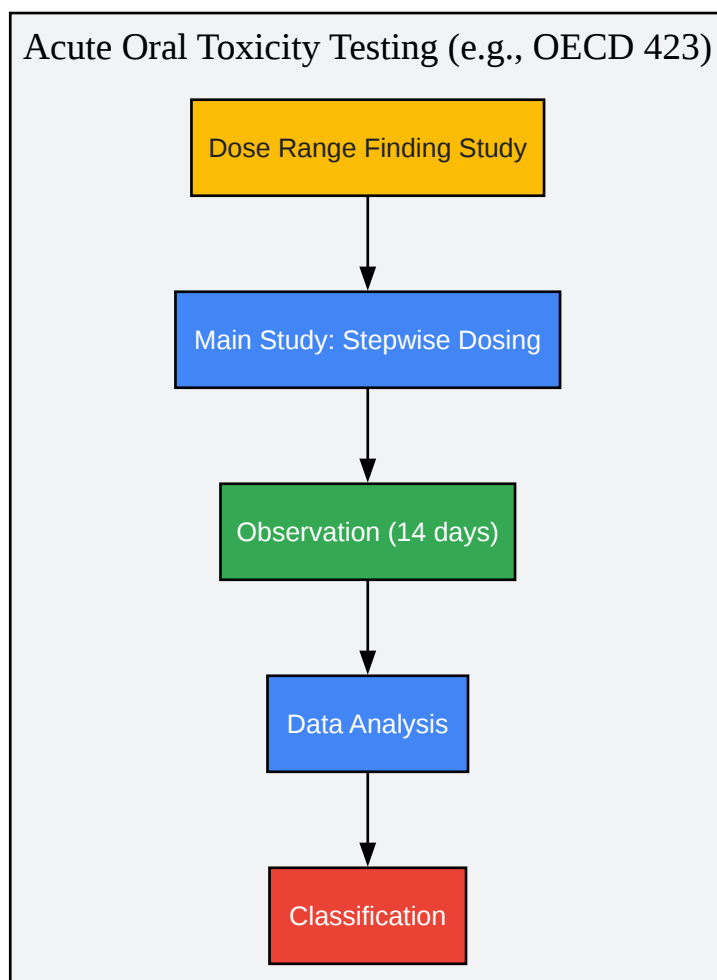 Acute Oral Toxicity Testing (e.g., OECD 423)
Dose Range Finding Study
Main Study: Stepwise Dosing
Observation (14 days)
Data Analysis
Classification